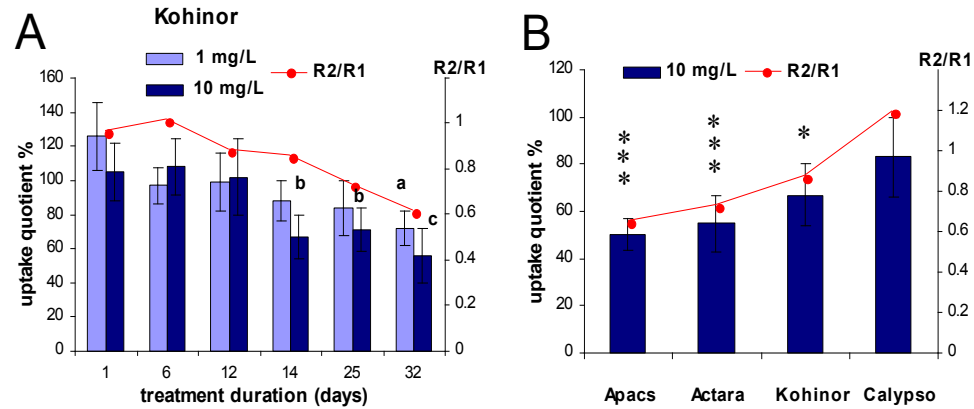 A
Kohinor
1 mg/L
10 mg/L
R2/R1
R2/R1
uptake quotient %
160
140
120
100
80
60
40
20
0
1
0.8
0.6
0.4
0.2
0
b
b
a
c
1 6 12 14 25 32
treatment duration (days)
B
10 mg/L
R2/R1
R2/R1
uptake quotient %
120
100
80
60
40
20
0
1.2
1
0.8
0.6
0.4
0.2
0
***
***
*
Apacs Actara Kohinor Calypso